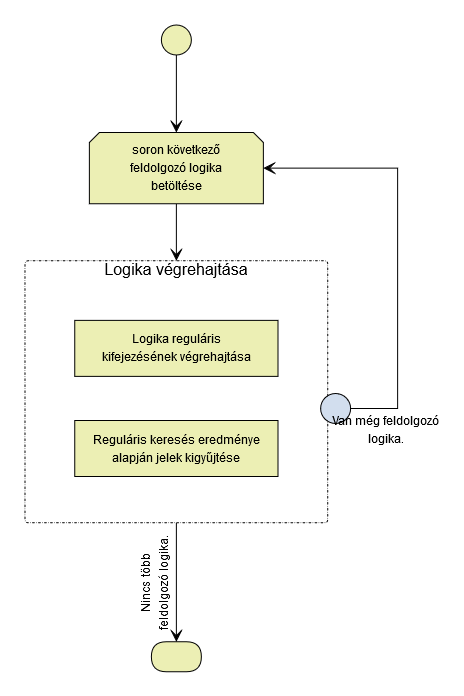 soron következő
feldolgozó logika
betöltése
Logika végrehajtása
Logika reguláris
kifejezésének végrehajtása
Reguláris keresés eredménye
alapján jelek kigyűjtése
Van még feldolgozó
logika.
Nincs több
feldolgozó logika.